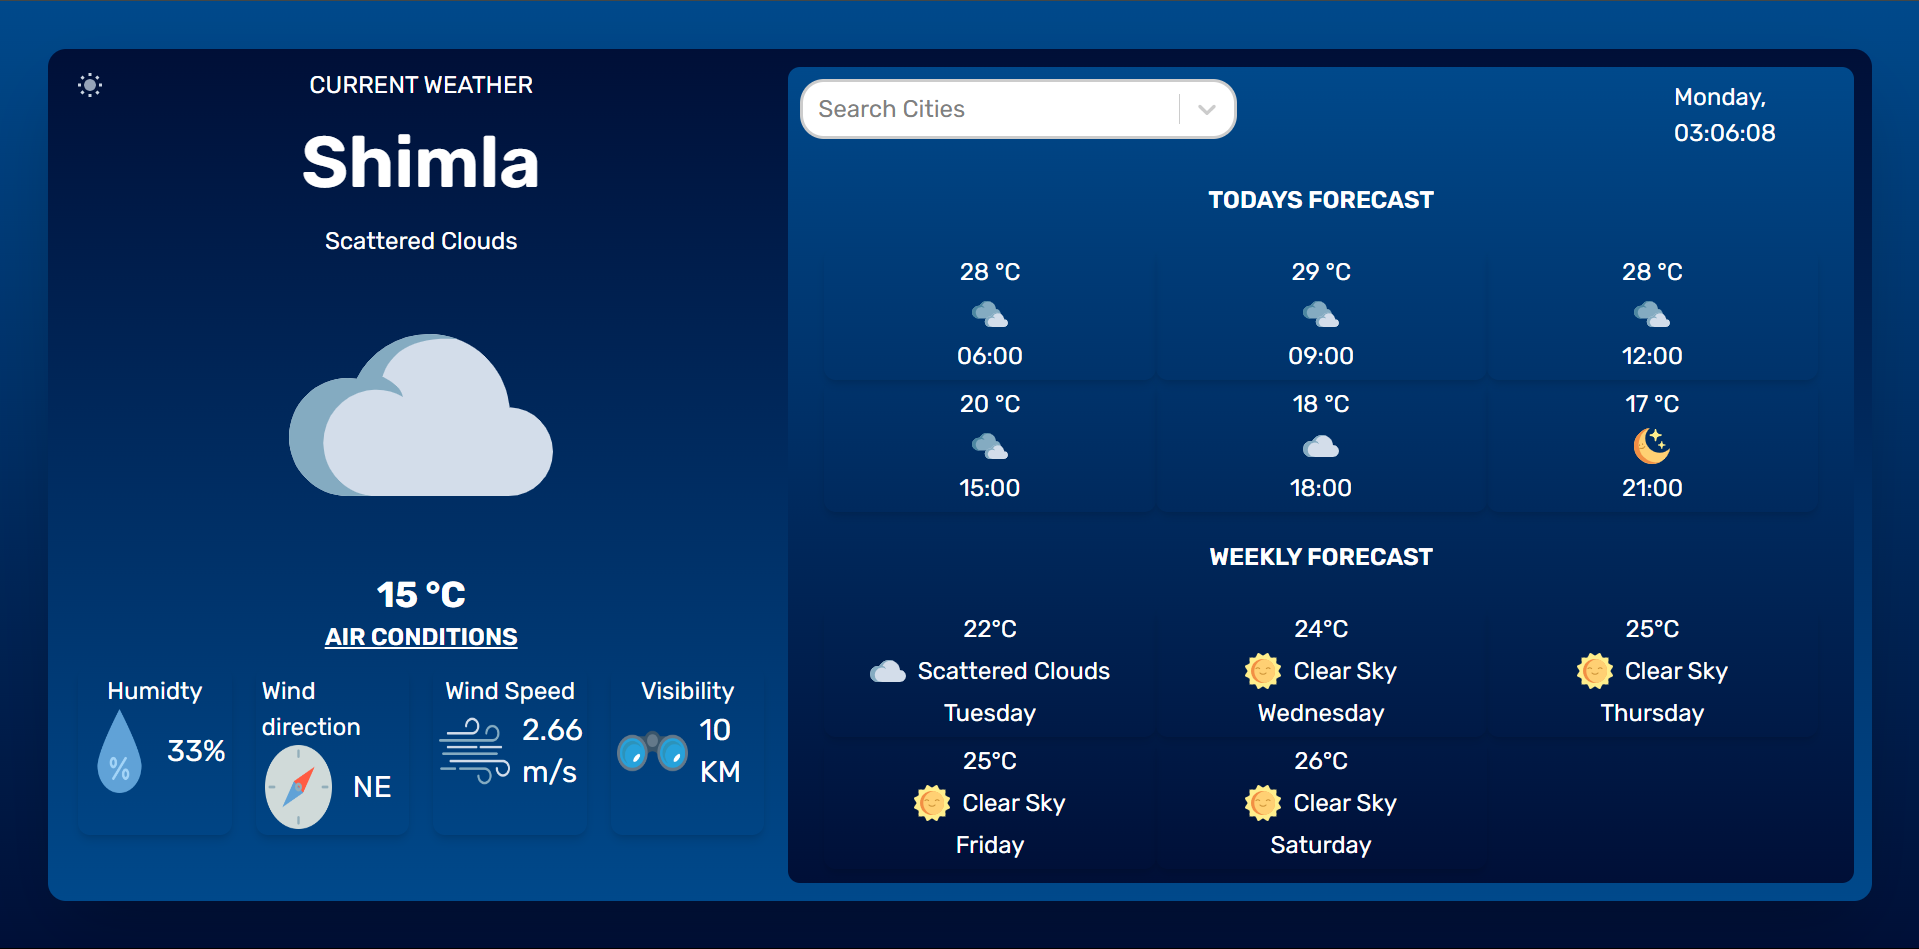 CURRENT WEATHER
Shimla
Scattered Clouds
15 °C
AIR CONDITIONS
Humidty
%
33%
Wind
direction
NE
Wind Speed
2.66
m/s
Visibility
10
KM
Search Cities
Monday,
03:06:08
TODAYS FORECAST
28 °C
06:00
29 °C
09:00
28 °C
12:00
20 °C
15:00
18 °C
18:00
17 °C
21:00
WEEKLY FORECAST
22°C
Scattered Clouds
Tuesday
24°C
Clear Sky
Wednesday
25°C
Clear Sky
Thursday
25°C
Clear Sky
Friday
26°C
Clear Sky
Saturday